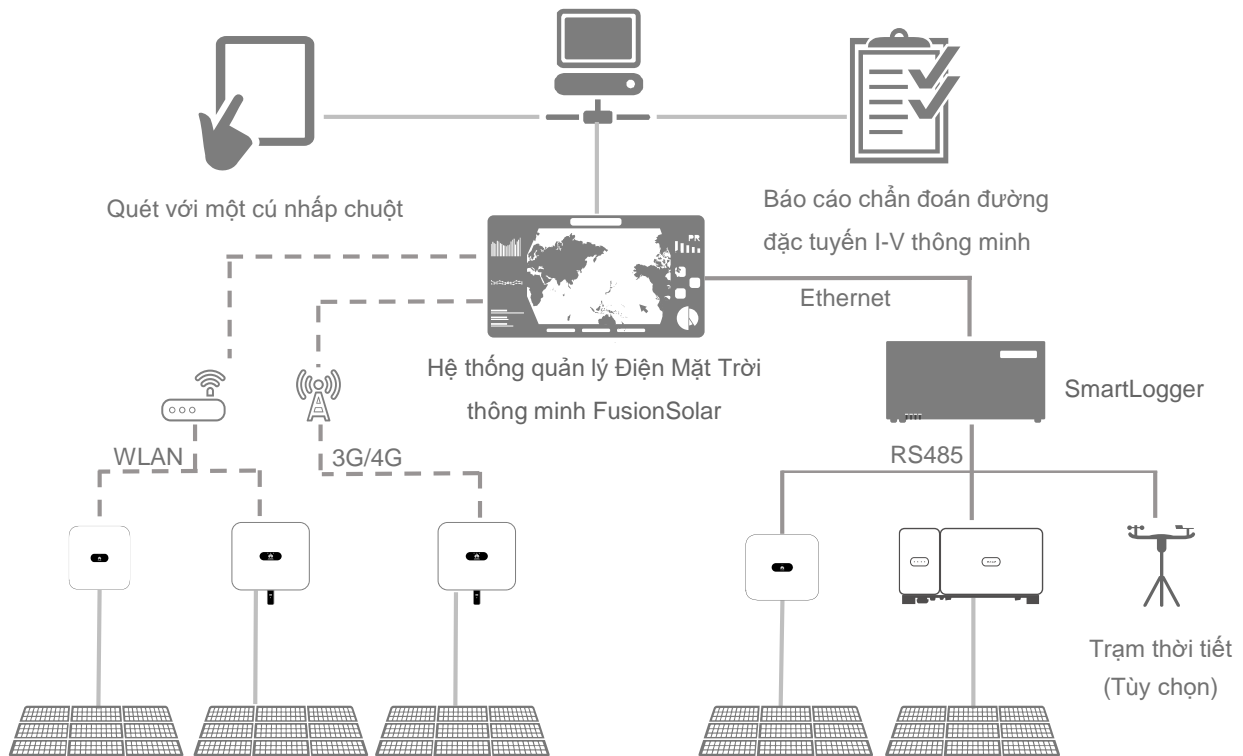 Quét với một cú nhấp chuột
Báo cáo chẩn đoán đường
đặc tuyến I-V thông minh
PR
Ethernet
Hệ thống quản lý Điện Mặt Trời
thông minh FusionSolar
SmartLogger
WLAN
3G/4G
RS485
Trạm thời tiết
(Tùy chọn)